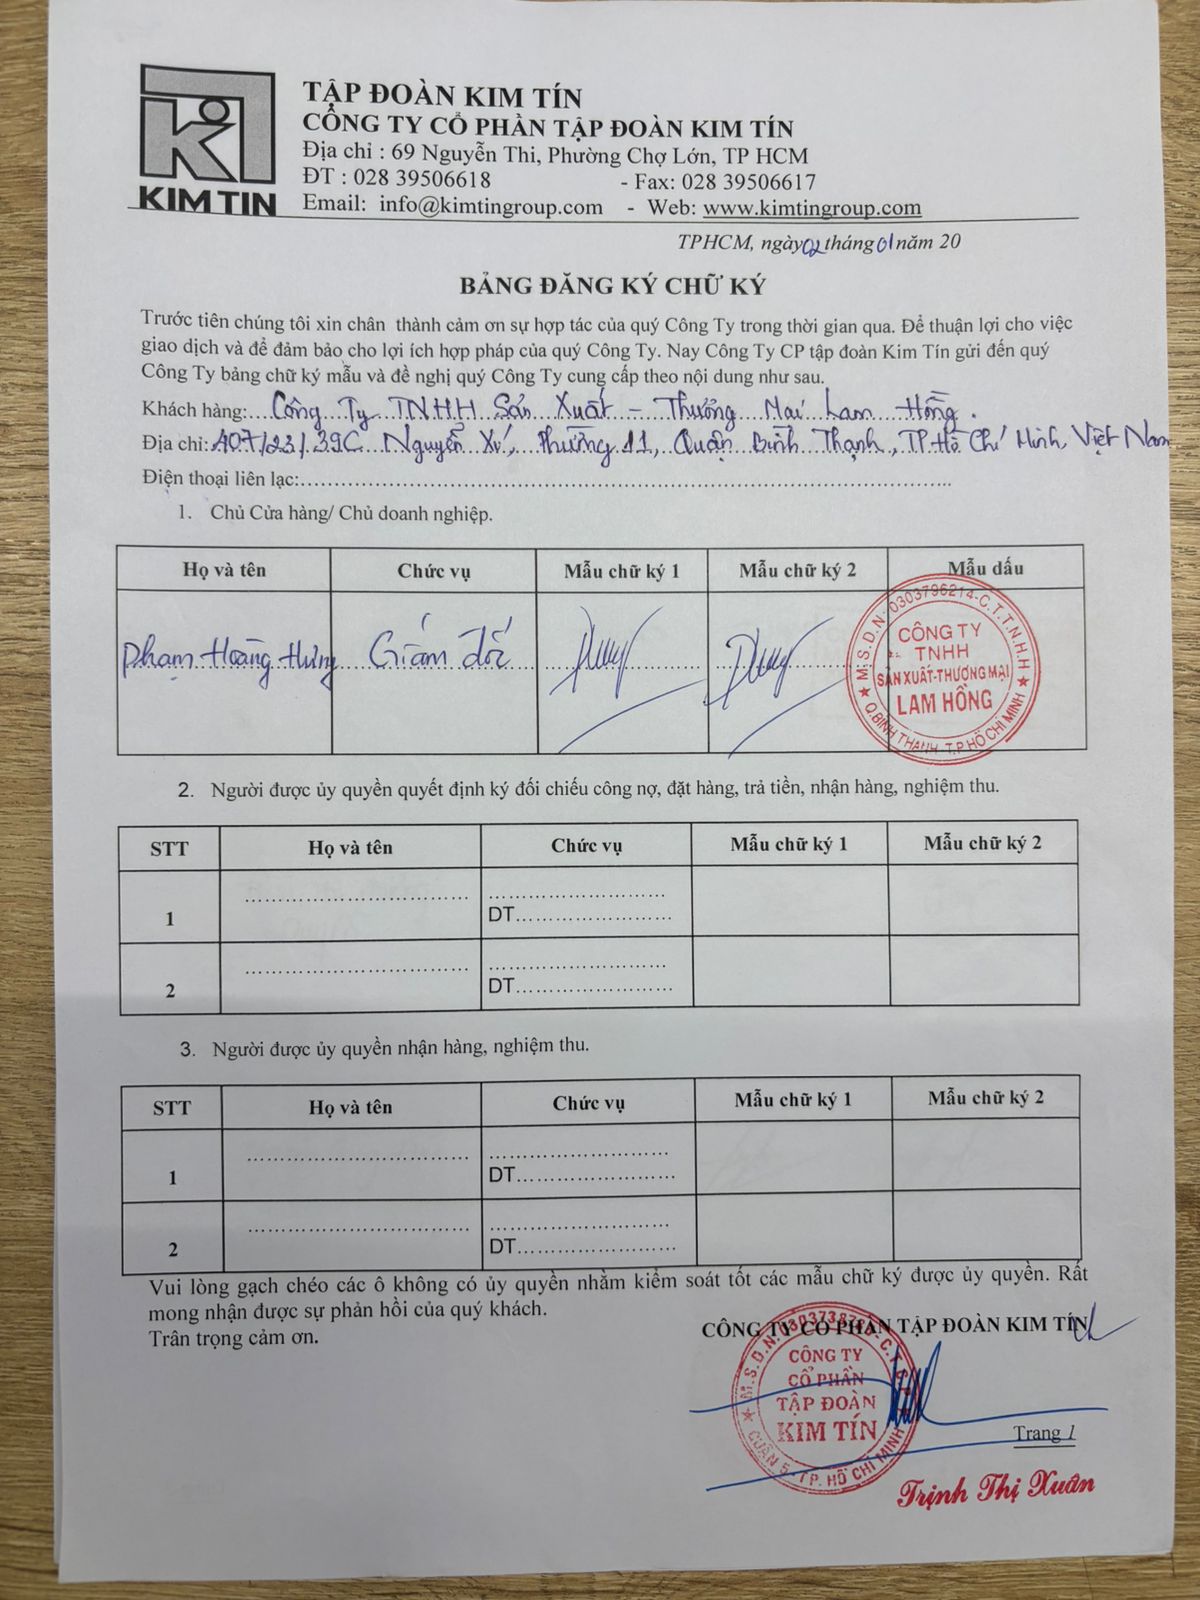 KIM TIN
TẬP ĐOÀN KIM TÍN
CÔNG TY CỔ PHẦN TẬP ĐOÀN KIM TÍN
Địa chỉ : 69 Nguyễn Thi, Phường Chợ Lớn, TP HCM
ĐT : 028 39506618 - Fax: 028 39506617
Email: info@kimtingroup.com - Web: www.kimtingroup.com
TPHCM, ngày 02 tháng 01 năm 20
BẢNG ĐĂNG KÝ CHỮ KÝ
Trước tiên chúng tôi xin chân thành cảm ơn sự hợp tác của quý Công Ty trong thời gian qua. Để thuận lợi cho việc
giao dịch và để đảm bảo cho lợi ích hợp pháp của quý Công Ty. Nay Công Ty CP tập đoàn Kim Tín gửi đến quý
Công Ty bảng chữ ký mẫu và đề nghị quý Công Ty cung cấp theo nội dung như sau.
Khách hàng: Công Ty TNHH Sản Xuất - Thương Mại Lam Hồng.
Địa chỉ: A07/23/39C Nguyễn Xí, Phường 11, Quận Bình Thạnh, TP Hồ Chí Minh, Việt Nam
Điện thoại liên lạc:……………………………………………………………………………..
1. Chủ Cửa hàng/ Chủ doanh nghiệp.
Họ và tên Chức vụ Mẫu chữ ký 1 Mẫu chữ ký 2 Mẫu dấu
Phạm Hoàng Hưng Giám đốc
M.S.D.N: 0303796214-C.T.T.N.H.H
CÔNG TY
TNHH
SẢN XUẤT-THƯƠNG MẠI
LAM HỒNG
Q.BÌNH THẠNH-T.P HỒ CHÍ MINH
2. Người được ủy quyền quyết định ký đối chiếu công nợ, đặt hàng, trả tiền, nhận hàng, nghiệm thu.
STT Họ và tên Chức vụ Mẫu chữ ký 1 Mẫu chữ ký 2
1 ……………………………… ……………………….
DT…………………….
2 ……………………………… ……………………….
DT…………………….
3. Người được ủy quyền nhận hàng, nghiệm thu.
STT Họ và tên Chức vụ Mẫu chữ ký 1 Mẫu chữ ký 2
1 ……………………………… ……………………….
DT…………………….
2 ……………………………… ……………………….
DT…………………….
Vui lòng gạch chéo các ô không có ủy quyền nhằm kiểm soát tốt các mẫu chữ ký được ủy quyền. Rất
mong nhận được sự phản hồi của quý khách.
Trân trọng cảm ơn.
CÔNG TY CỔ PHẦN TẬP ĐOÀN KIM TÍN
CÔNG TY
CỔ PHẦN
TẬP ĐOÀN
KIM TÍN
QUẬN 5 - TP. HỒ CHÍ MINH
Trang 1
Trịnh Thị Xuân